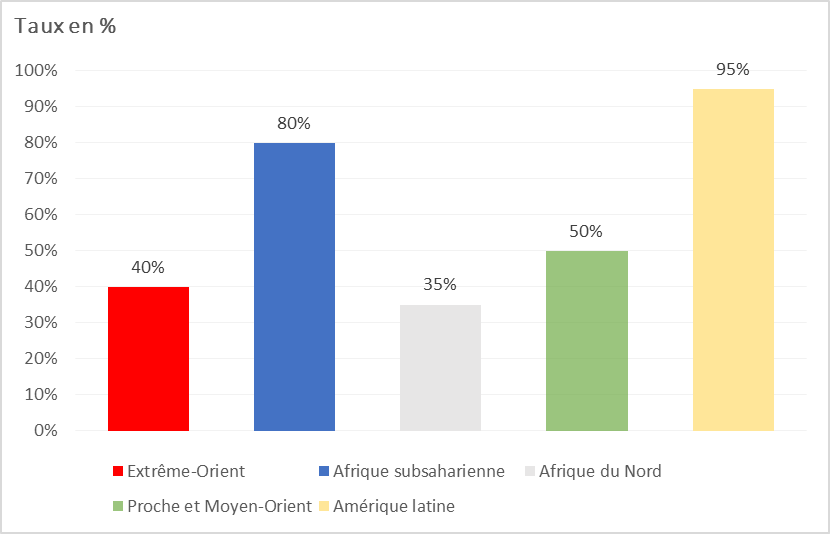 Taux en %
100%
90%
80%
70%
60%
50%
40%
30%
20%
10%
0%
40%
80%
35%
50%
95%
Extrême-Orient
Afrique subsaharienne
Afrique du Nord
Proche et Moyen-Orient
Amérique latine